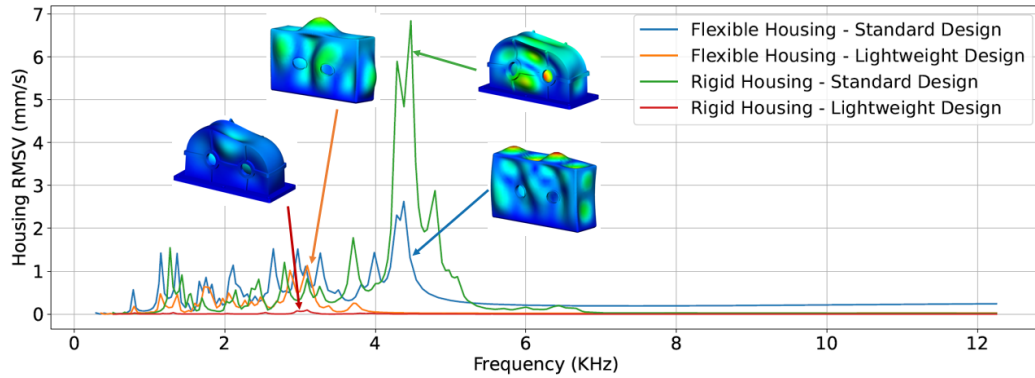 7
6
5
4
3
2
1
0
Housing RMSV (mm/s)
Flexible Housing - Standard Design
Flexible Housing - Lightweight Design
Rigid Housing - Standard Design
Rigid Housing - Lightweight Design
0 2 4 6 8 10 12
Frequency (KHz)